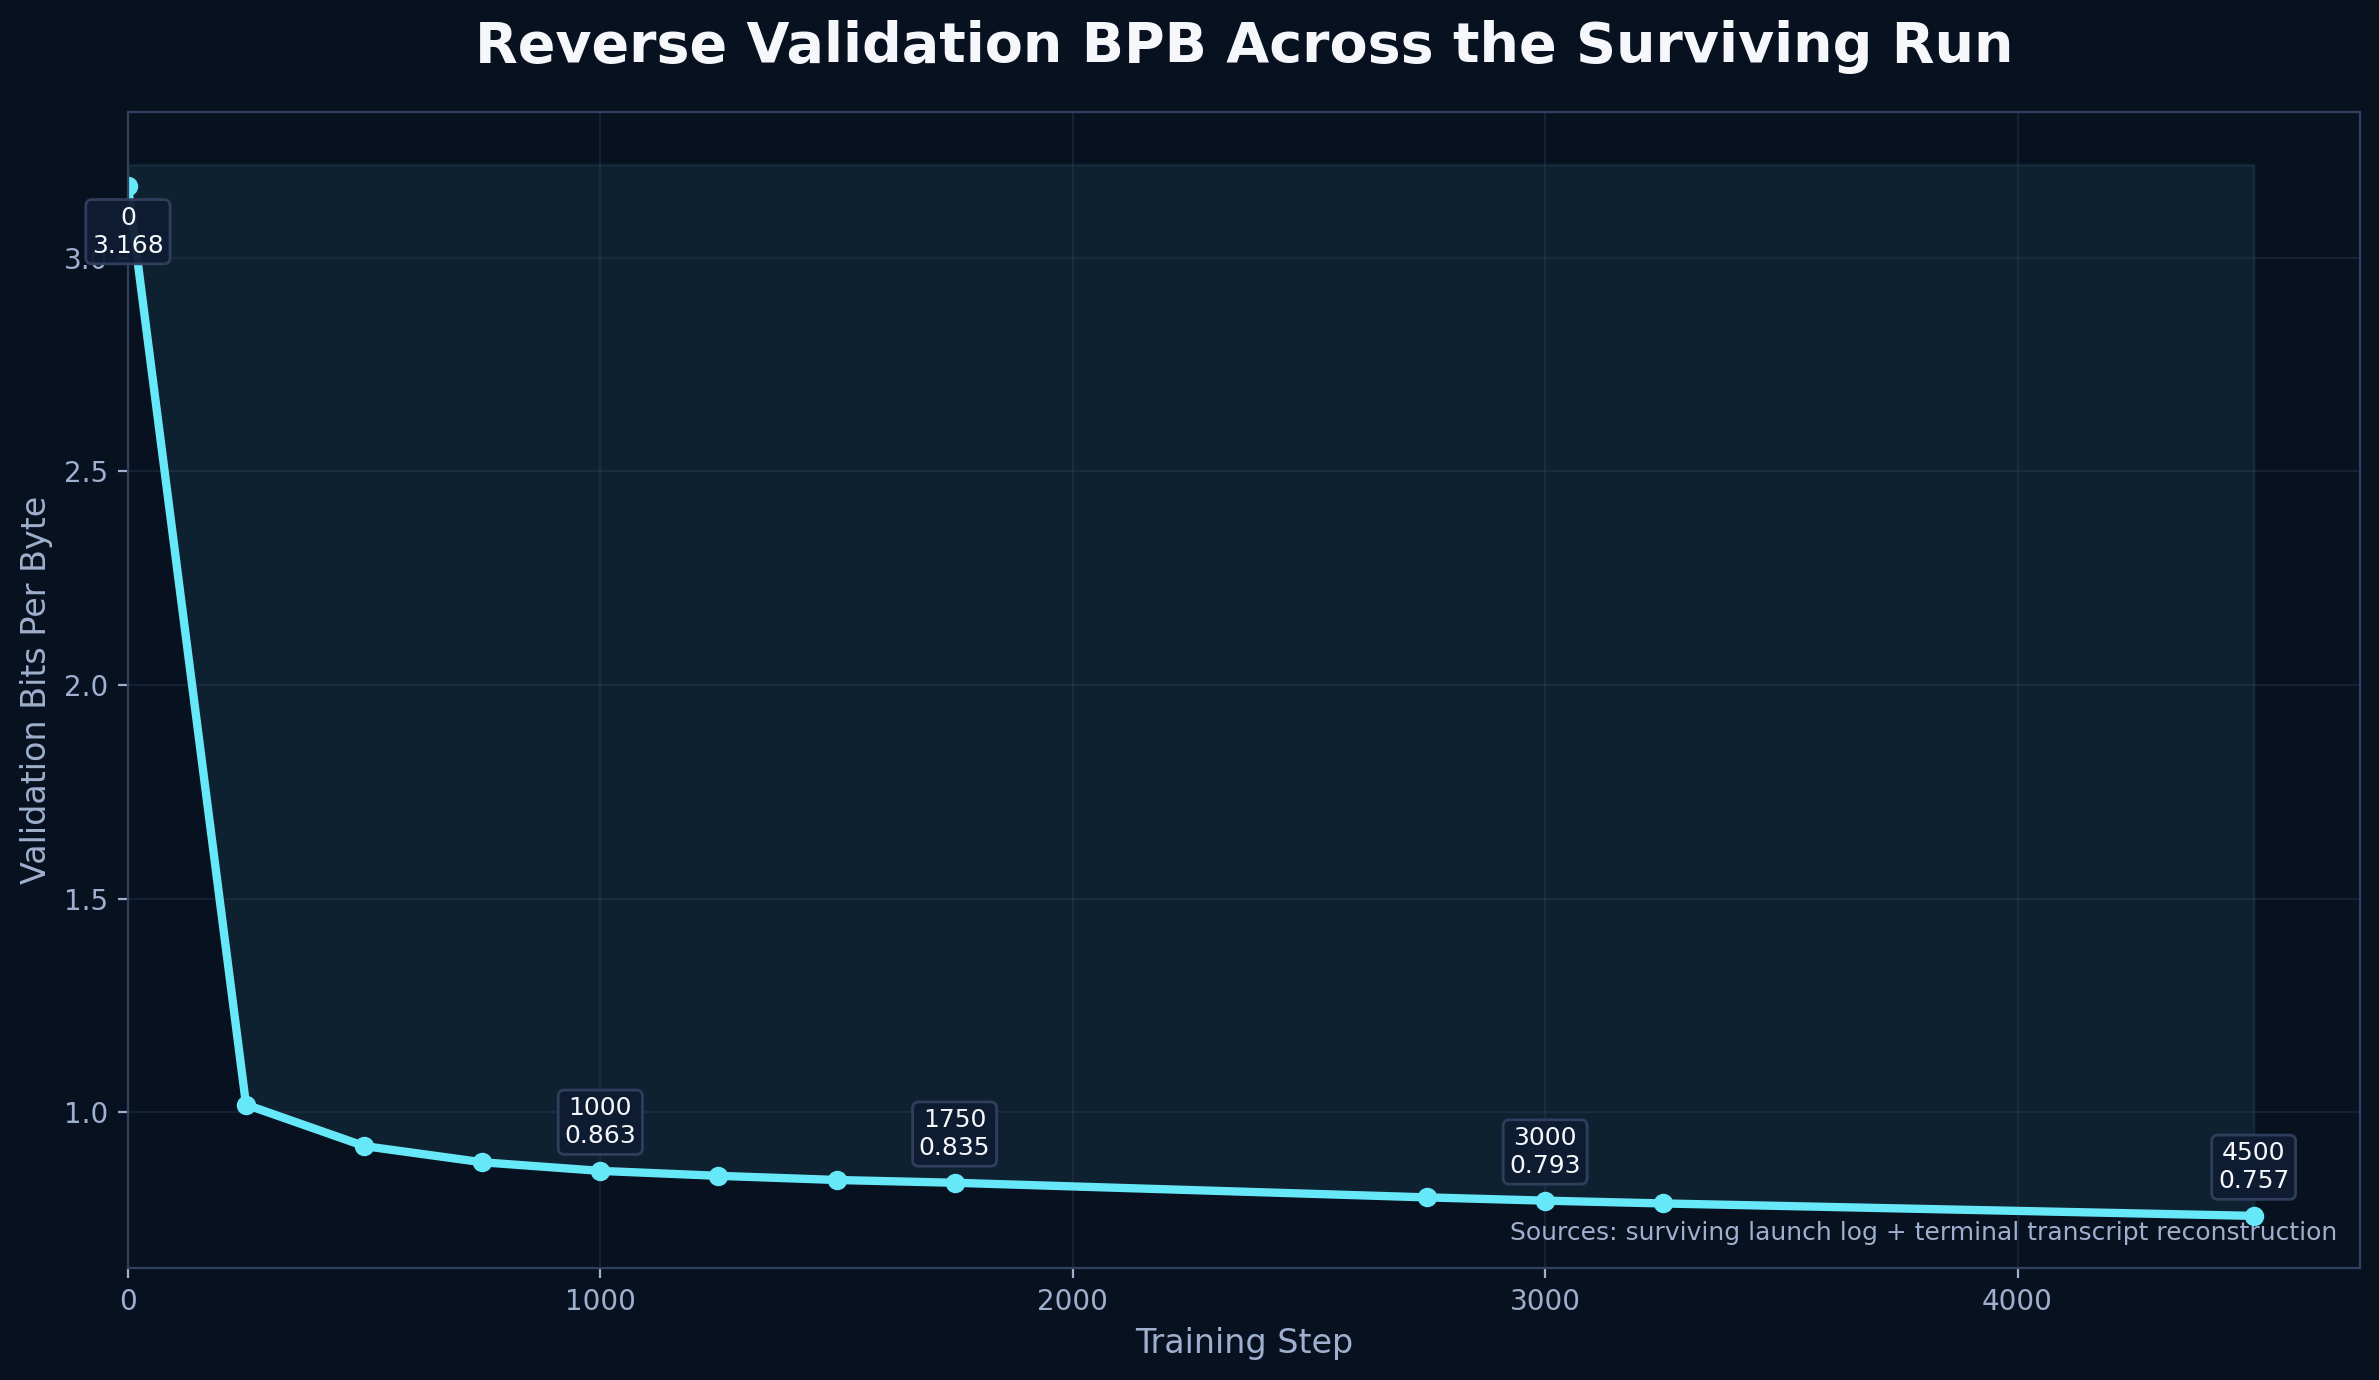 Reverse Validation BPB Across the Surviving Run
Validation Bits Per Byte
0
3.168
2.5
2.0
1.5
1.0
1000
0.863
1750
0.835
3000
0.793
4500
0.757
Sources: surviving launch log + terminal transcript reconstruction
0 1000 2000 3000 4000
Training Step